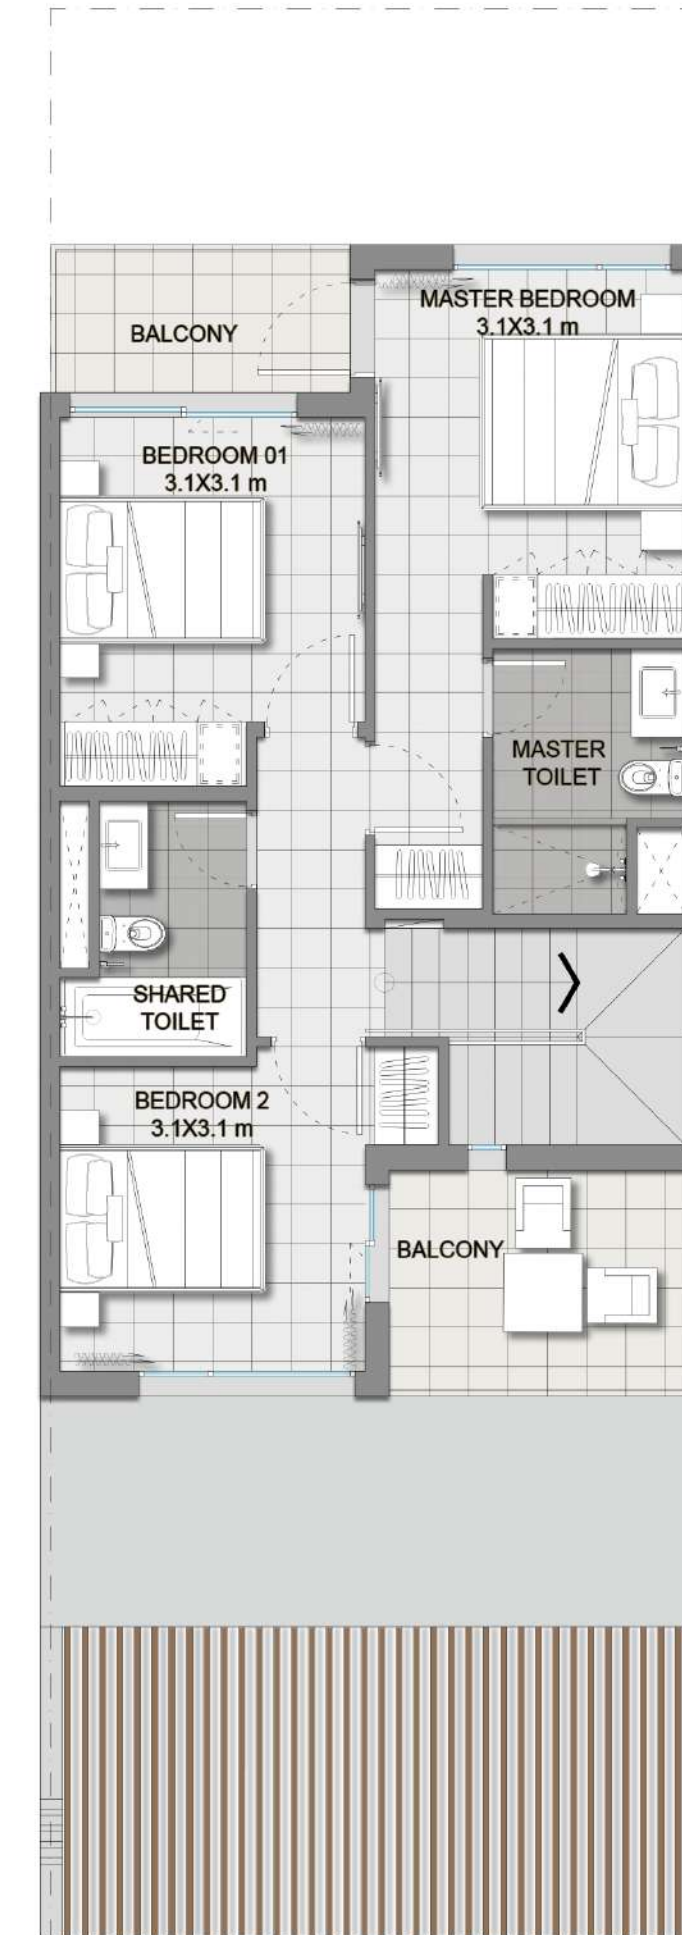 BALCONY
MASTER BEDROOM
3.1X3.1 m
BEDROOM 01
3.1X3.1 m
MASTER
TOILET
SHARED
TOILET
BEDROOM 2
3.1X3.1 m
BALCONY